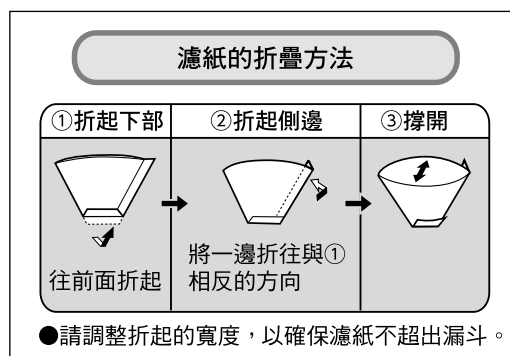 濾紙的折疊方法
①折起下部
②折起側邊
③撐開
往前面折起
將一邊折往與①
相反的方向
●請調整折起的寬度，以確保濾紙不超出漏斗。